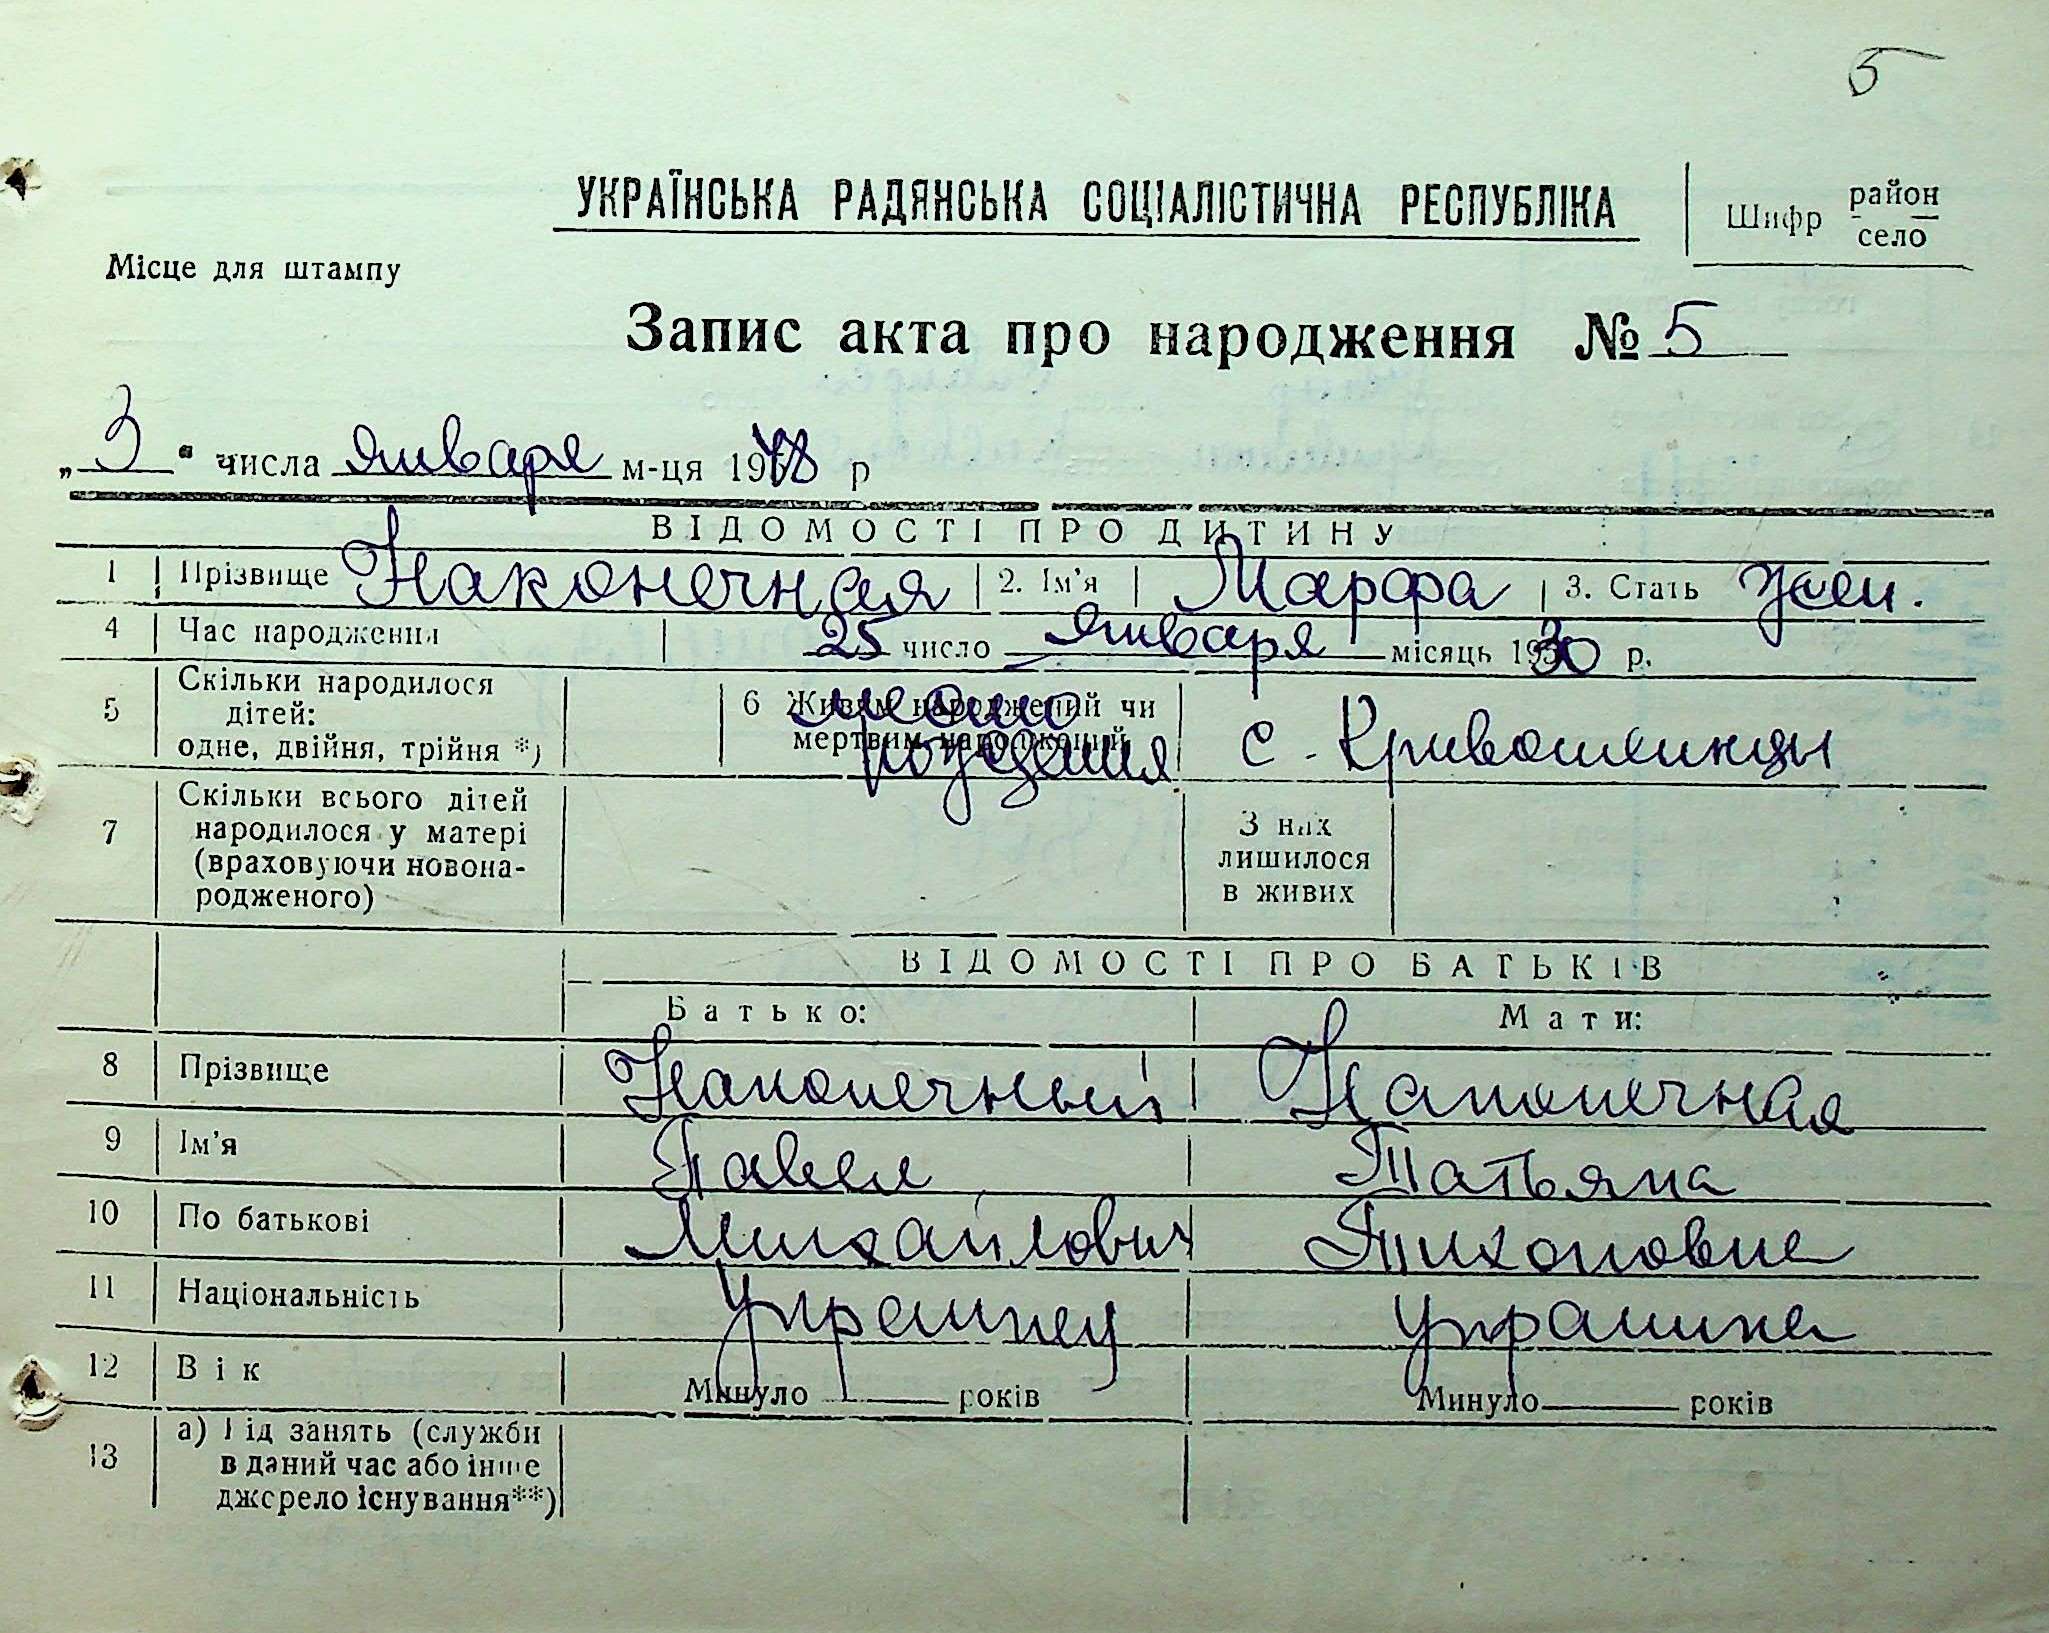 5
УКРАЇНСЬКА РАДЯНСЬКА СОЦІАЛІСТИЧНА РЕСПУБЛІКА
Шифр район
село
Місце для штампу
Запис акта про народження № 5
„3" числа января м-ця 1948 р
ВІДОМОСТІ ПРО ДИТИНУ
1 Прізвище Наконечная 2. Ім'я Марфа 3. Стать жен.
4 Час народження 25 число января місяць 1930 р.
5 Скільки народилося дітей: одне, двійня, трійня *)
6 Живим народжений чи мертвим народжений
место рождения с. Кривошеинцы
7 Скільки всього дітей народилося у матері (враховуючи новонародженого)
З них лишилося в живих
ВІДОМОСТІ ПРО БАТЬКІВ
Батько: Мати:
8 Прізвище Наконечный Наконечная
9 Ім'я Павел Татьяна
10 По батькові Михайлович Тихоновна
11 Національність украинец украинка
12 Вік Минуло років Минуло років
13 а) Рід занять (служби
в даний час або інше
джерело існування**)